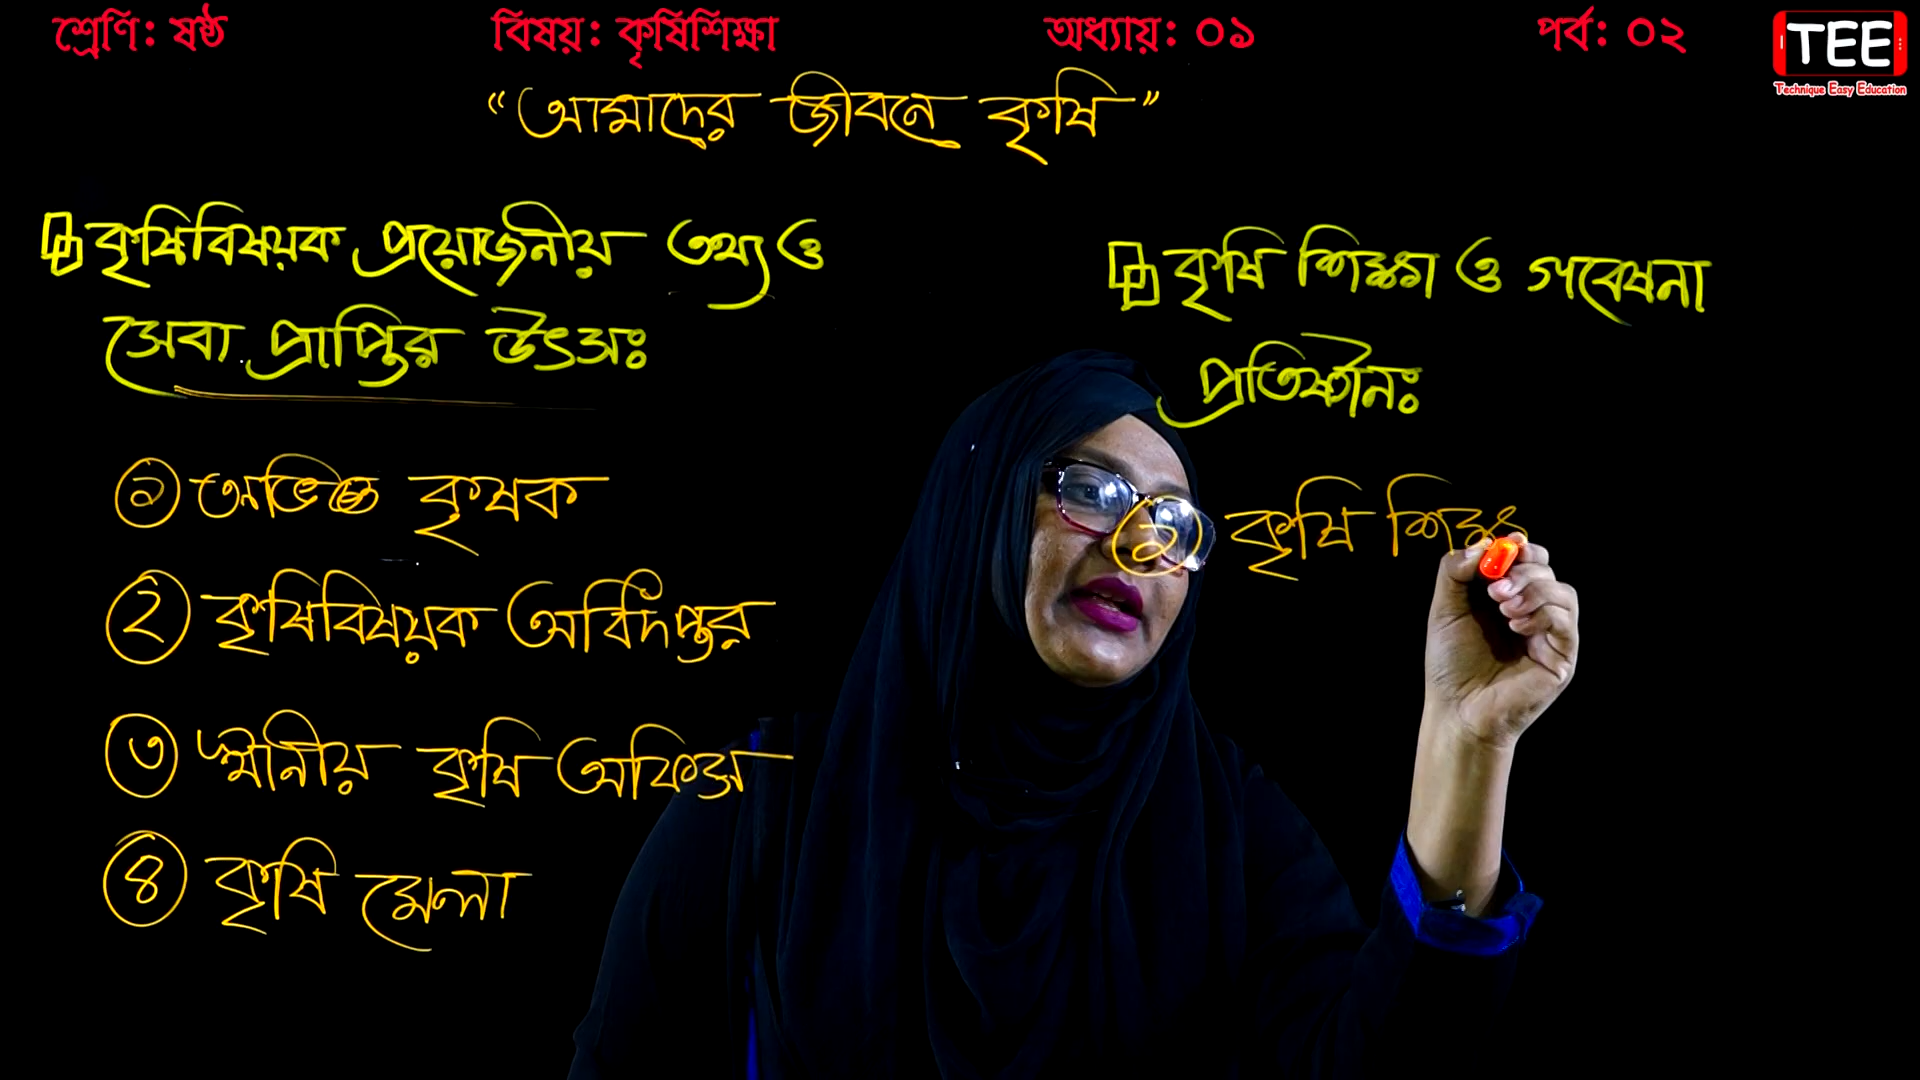 শ্রেণি: ষষ্ঠ
বিষয়: কৃষিশিক্ষা
অধ্যায়: ০১
পর্ব: ০২
TEE
Technique Easy Education
“আমাদের জীবনে কৃষি”
কৃষিবিষয়ক প্রয়োজনীয় তথ্য ও
সেবা প্রাপ্তির উৎসঃ
১ অভিজ্ঞ কৃষক
২ কৃষিবিষয়ক অধিদপ্তর
৩ স্থানীয় কৃষি অফিস
৪ কৃষি মেলা
কৃষি শিক্ষা ও গবেষনা
প্রতিষ্ঠানঃ
১ কৃষি